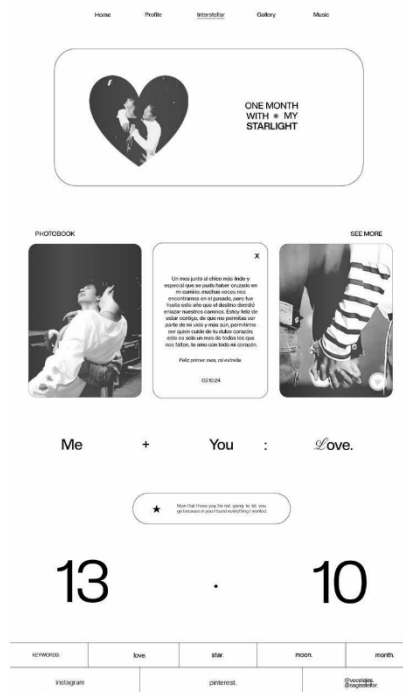 Home Profile Interstellar Gallery Music
ONE MONTH
WITH ✺ MY
STARLIGHT
PHOTOBOOK SEE MORE
X
Un mes junto al chico más lindo y
especial que se pudo haber cruzado en
mi camino, muchas veces nos
encontramos en el pasado, pero fue
hasta este año que el destino decidió
enlazar nuestros caminos. Estoy feliz de
estar contigo, de que me permitas ser
parte de mi vida y más aún, permitirme
ser quien cuide de tu dulce corazón;
este es solo un mes de todos los que
nos faltan, te amo con todo mi corazón.
Feliz primer mes, mi estrella
03.10.24
Me + You : Love.
★ Now that I have you I'm not going to let you
go because in you I found everything I wanted.
13 . 10
KEYWORDS love. star. moon. month.
instagram pinterest.